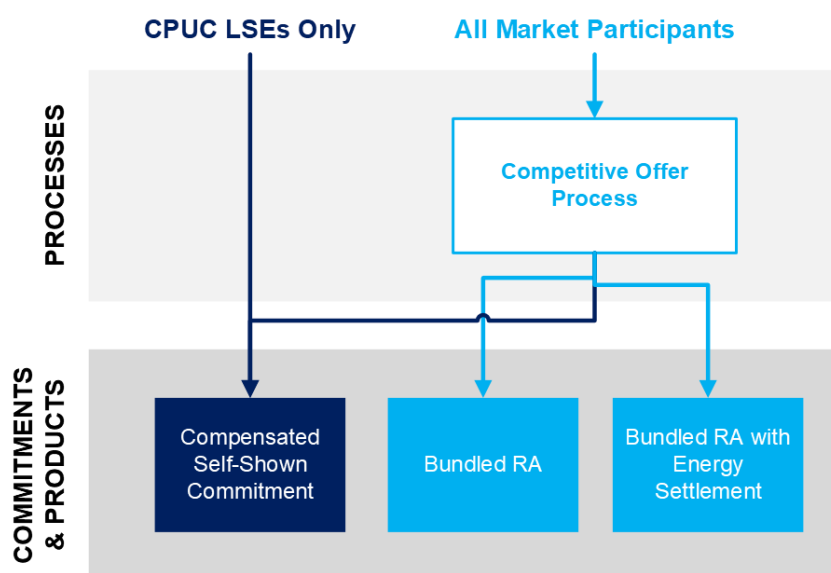 CPUC LSEs Only
All Market Participants
PROCESSES
Competitive Offer
Process
COMMITMENTS
& PRODUCTS
Compensated
Self-Shown
Commitment
Bundled RA
Bundled RA with
Energy
Settlement